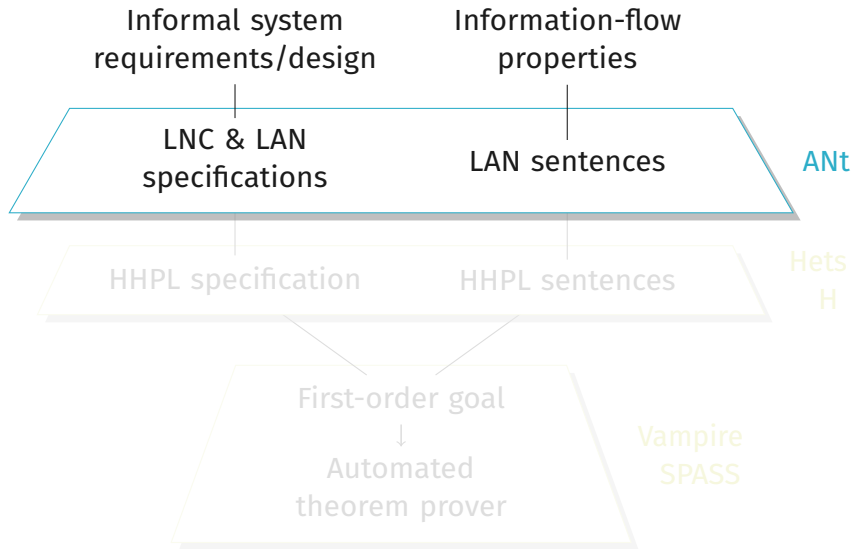 Informal system
requirements/design
Information-flow
properties
LNC & LAN
specifications
LAN sentences
ANt
HHPL specification
HHPL sentences
Hets
H
First-order goal
↓
Automated
theorem prover
Vampire
SPASS